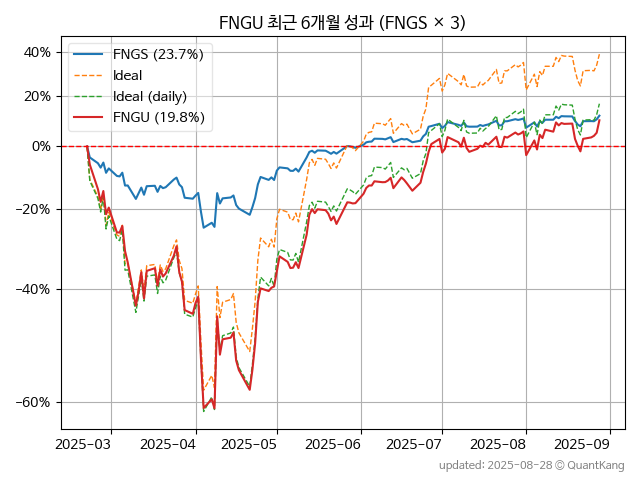 FNGU 최근 6개월 성과 (FNGS × 3)
40%
20%
0%
−20%
−40%
−60%
FNGS (23.7%)
Ideal
Ideal (daily)
FNGU (19.8%)
2025-03
2025-04
2025-05
2025-06
2025-07
2025-08
2025-09
updated: 2025-08-28 © QuantKang